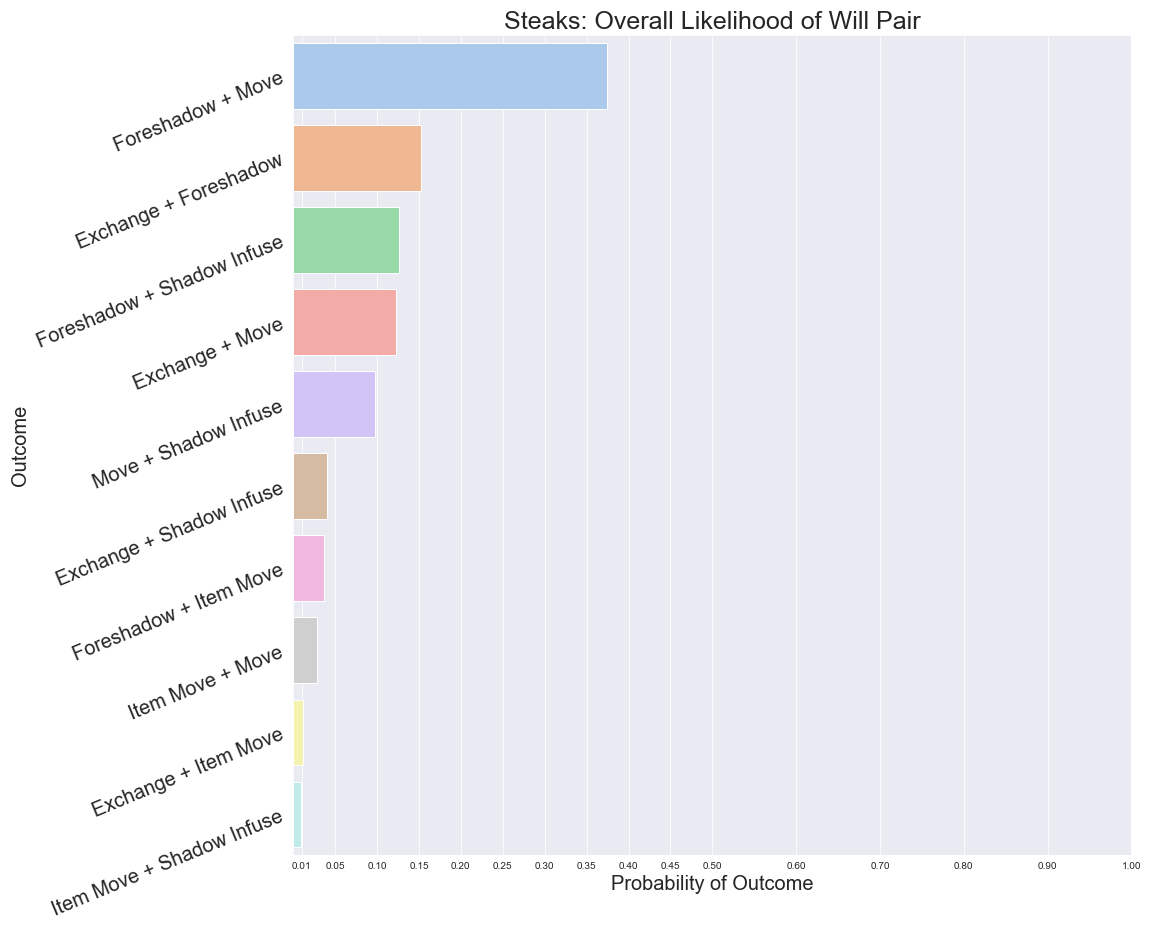 Steaks: Overall Likelihood of Will Pair
Outcome
Foreshadow + Move
Exchange + Foreshadow
Foreshadow + Shadow Infuse
Exchange + Move
Move + Shadow Infuse
Exchange + Shadow Infuse
Foreshadow + Item Move
Item Move + Move
Exchange + Item Move
Item Move + Shadow Infuse
0.01 0.05 0.10 0.15 0.20 0.25 0.30 0.35 0.40 0.45 0.50 0.60 0.70 0.80 0.90 1.00
Probability of Outcome